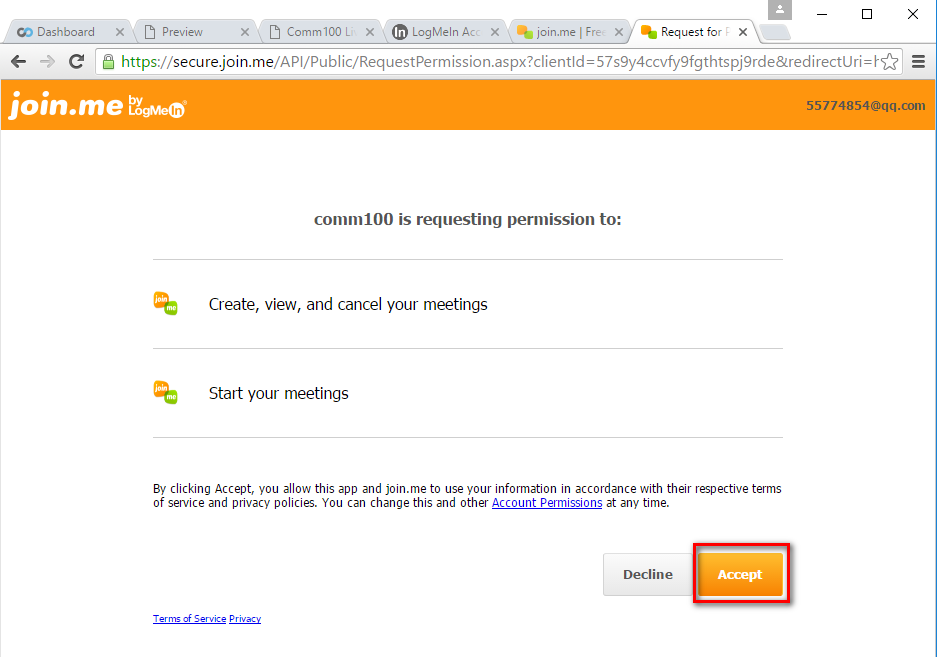 Dashboard
Preview
Comm100 Li
LogMeIn Acc
join.me | Free
Request for P
https://secure.join.me/API/Public/RequestPermission.aspx?clientId=57s9y4ccvfy9fgthtspj9rde&redirectUri=h
join.me by LogMeIn®
55774854@qq.com
comm100 is requesting permission to:
join me
Create, view, and cancel your meetings
join me
Start your meetings
By clicking Accept, you allow this app and join.me to use your information in accordance with their respective terms
of service and privacy policies. You can change this and other Account Permissions at any time.
Decline
Accept
Terms of Service Privacy